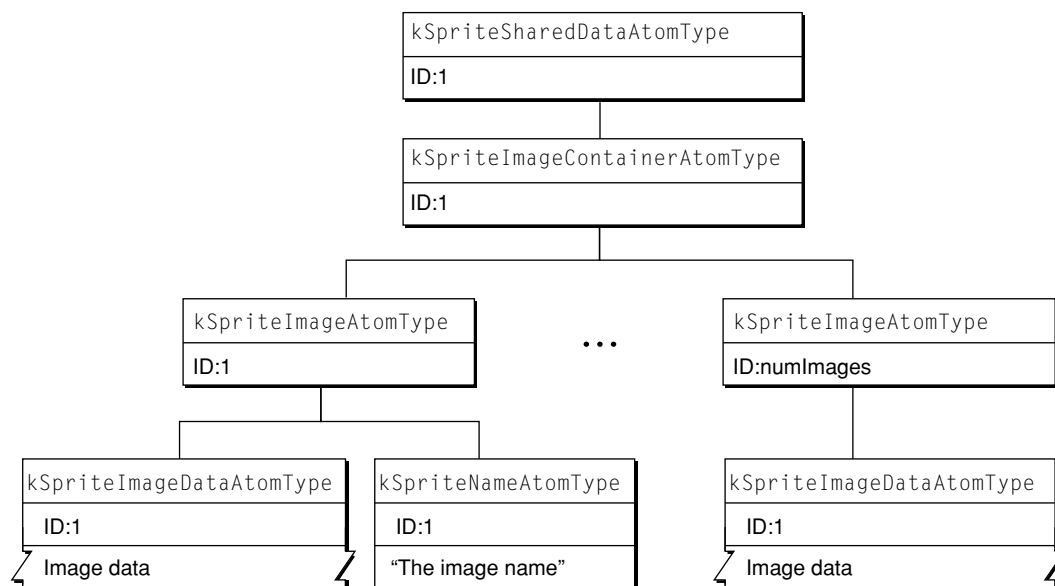 kSpriteSharedDataAtomType
ID:1
kSpriteImageContainerAtomType
ID:1
kSpriteImageAtomType
ID:1
...
kSpriteImageAtomType
ID:numImages
kSpriteImageDataAtomType
ID:1
Image data
kSpriteNameAtomType
ID:1
“The image name”
kSpriteImageDataAtomType
ID:1
Image data